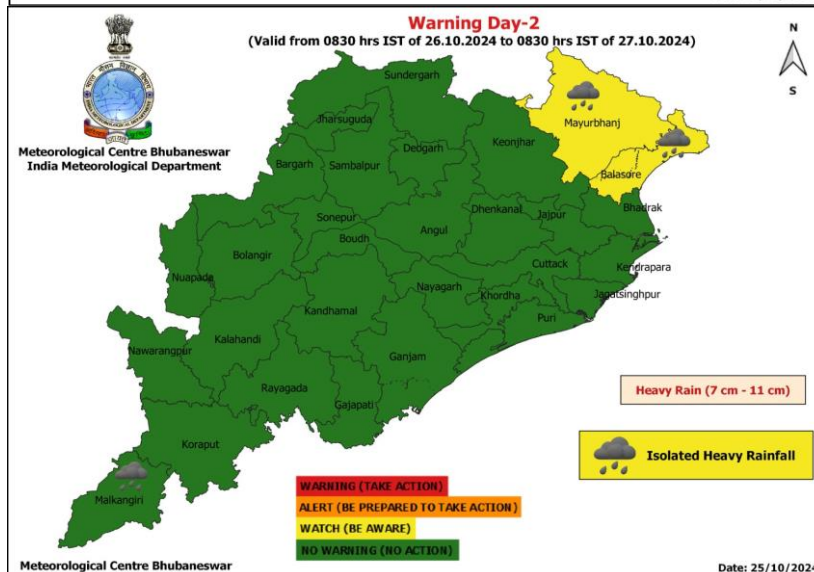 Warning Day-2
(Valid from 0830 hrs IST of 26.10.2024 to 0830 hrs IST of 27.10.2024)
N
S
Meteorological Centre Bhubaneswar
India Meteorological Department
Sundergarh
Jharsuguda
Mayurbhanj
Keonjhar
Deogarh
Bargarh
Sambalpur
Balasore
Bhadrak
Sonepur
Dhenkanal
Jajpur
Angul
Boudh
Bolangir
Cuttack
Kendrapara
Nuapada
Nayagarh
Khordha
Jagatsinghpur
Kandhamal
Puri
Kalahandi
Nawarangpur
Ganjam
Rayagada
Gajapati
Koraput
Malkangiri
Heavy Rain (7 cm - 11 cm)
Isolated Heavy Rainfall
WARNING (TAKE ACTION)
ALERT (BE PREPARED TO TAKE ACTION)
WATCH (BE AWARE)
NO WARNING (NO ACTION)
Meteorological Centre Bhubaneswar
Date: 25/10/2024